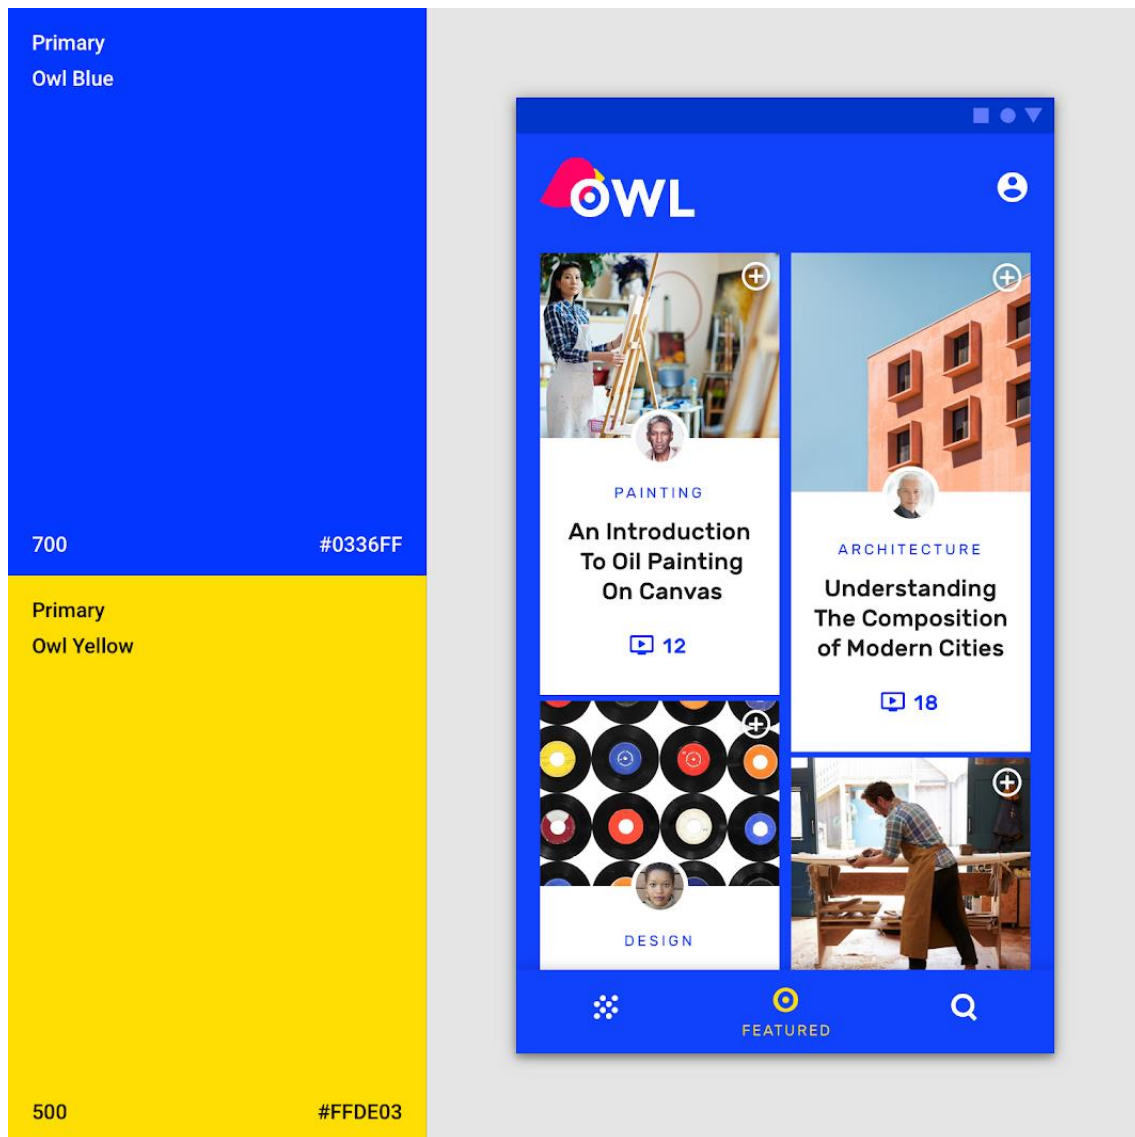 Primary
Owl Blue
700 #0336FF
Primary
Owl Yellow
500 #FFDE03
OWL
PAINTING
An Introduction
To Oil Painting
On Canvas
12
ARCHITECTURE
Understanding
The Composition
of Modern Cities
18
DESIGN
FEATURED